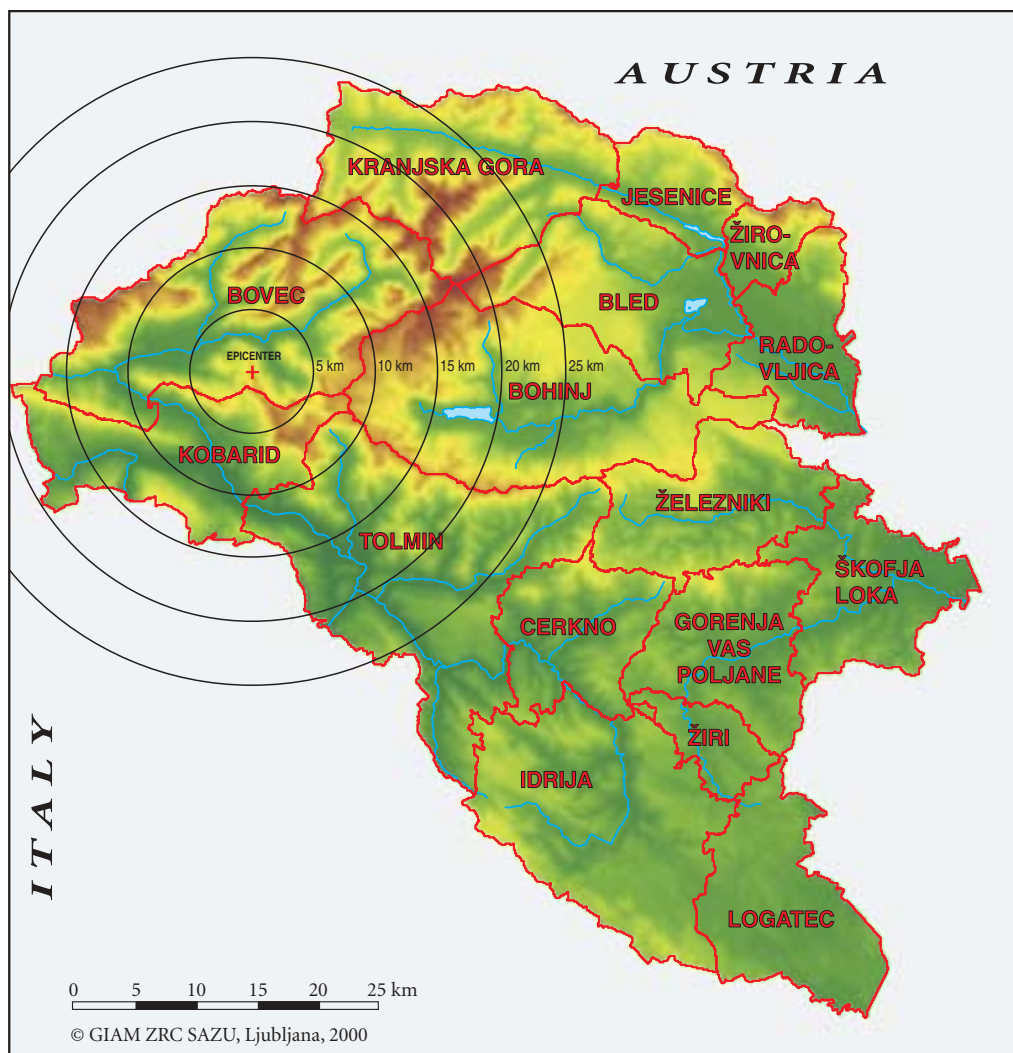 AUSTRIA
KRANJSKA GORA
JESENICE
ŽIRO-
VNICA
BOVEC
BLED
RADO-
VLJICA
EPICENTER
5 km
10 km
15 km
20 km
25 km
BOHINJ
KOBARID
TOLMIN
ŽELEZNIKI
ŠKOFJA
LOKA
CERKNO
GORENJA
VAS
POLJANE
ŽIRI
IDRIJA
ITALY
LOGATEC
0 5 10 15 20 25 km
© GIAM ZRC SAZU, Ljubljana, 2000